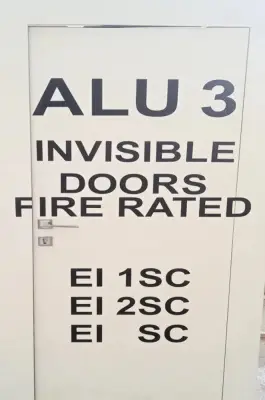 ALU 3
INVISIBLE
DOORS
FIRE RATED
EI 1SC
EI 2SC
EI SC